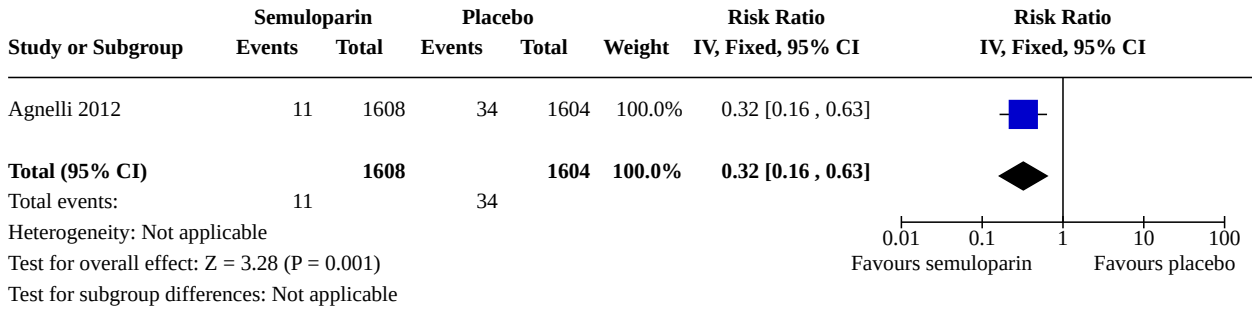 Semuloparin Placebo Risk Ratio Risk Ratio
Study or Subgroup Events Total Events Total Weight IV, Fixed, 95% CI IV, Fixed, 95% CI
Agnelli 2012 11 1608 34 1604 100.0% 0.32 [0.16 , 0.63]
Total (95% CI) 1608 1604 100.0% 0.32 [0.16 , 0.63]
Total events: 11 34
Heterogeneity: Not applicable
0.01 0.1 1 10 100
Test for overall effect: Z = 3.28 (P = 0.001) Favours semuloparin Favours placebo
Test for subgroup differences: Not applicable